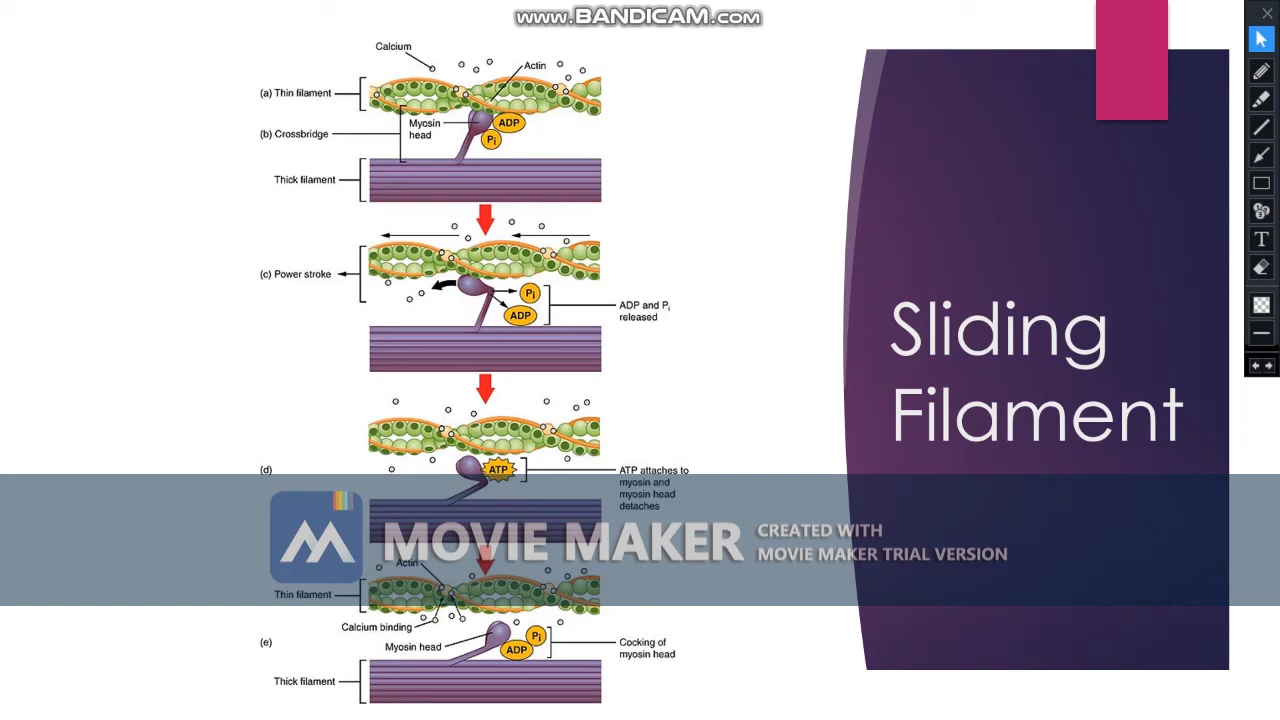 www.BANDICAM.com
Calcium
Actin
(a) Thin filament
Myosin
head
ADP
Pi
(b) Crossbridge
Thick filament
(c) Power stroke
Pi
ADP
ADP and Pi
released
(d)
ATP
ATP attaches to
myosin and
myosin head
detaches
Sliding
Filament
MOVIE MAKER
CREATED WITH
MOVIE MAKER TRIAL VERSION
Actin
Thin filament
Calcium binding
(e)
Myosin head
Pi
ADP
Cocking of
myosin head
Thick filament
T